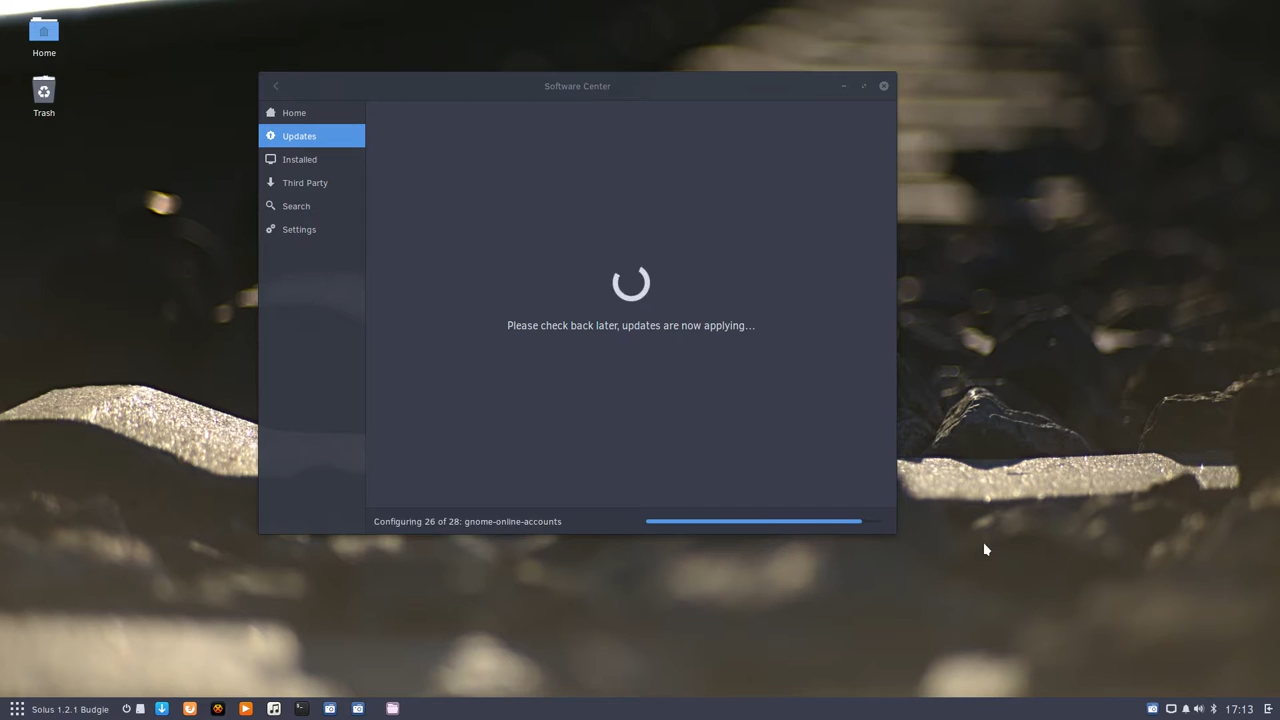 Home
Trash
Software Center
Home
Updates
Installed
Third Party
Search
Settings
Please check back later, updates are now applying...
Configuring 26 of 28: gnome-online-accounts
Solus 1.2.1 Budgie
17:13